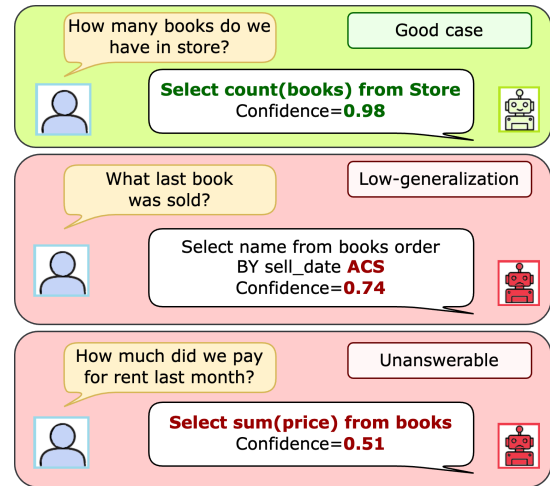 How many books do we
have in store?
Good case
Select count(books) from Store
Confidence=0.98
What last book
was sold?
Low-generalization
Select name from books order
BY sell_date ACS
Confidence=0.74
How much did we pay
for rent last month?
Unanswerable
Select sum(price) from books
Confidence=0.51